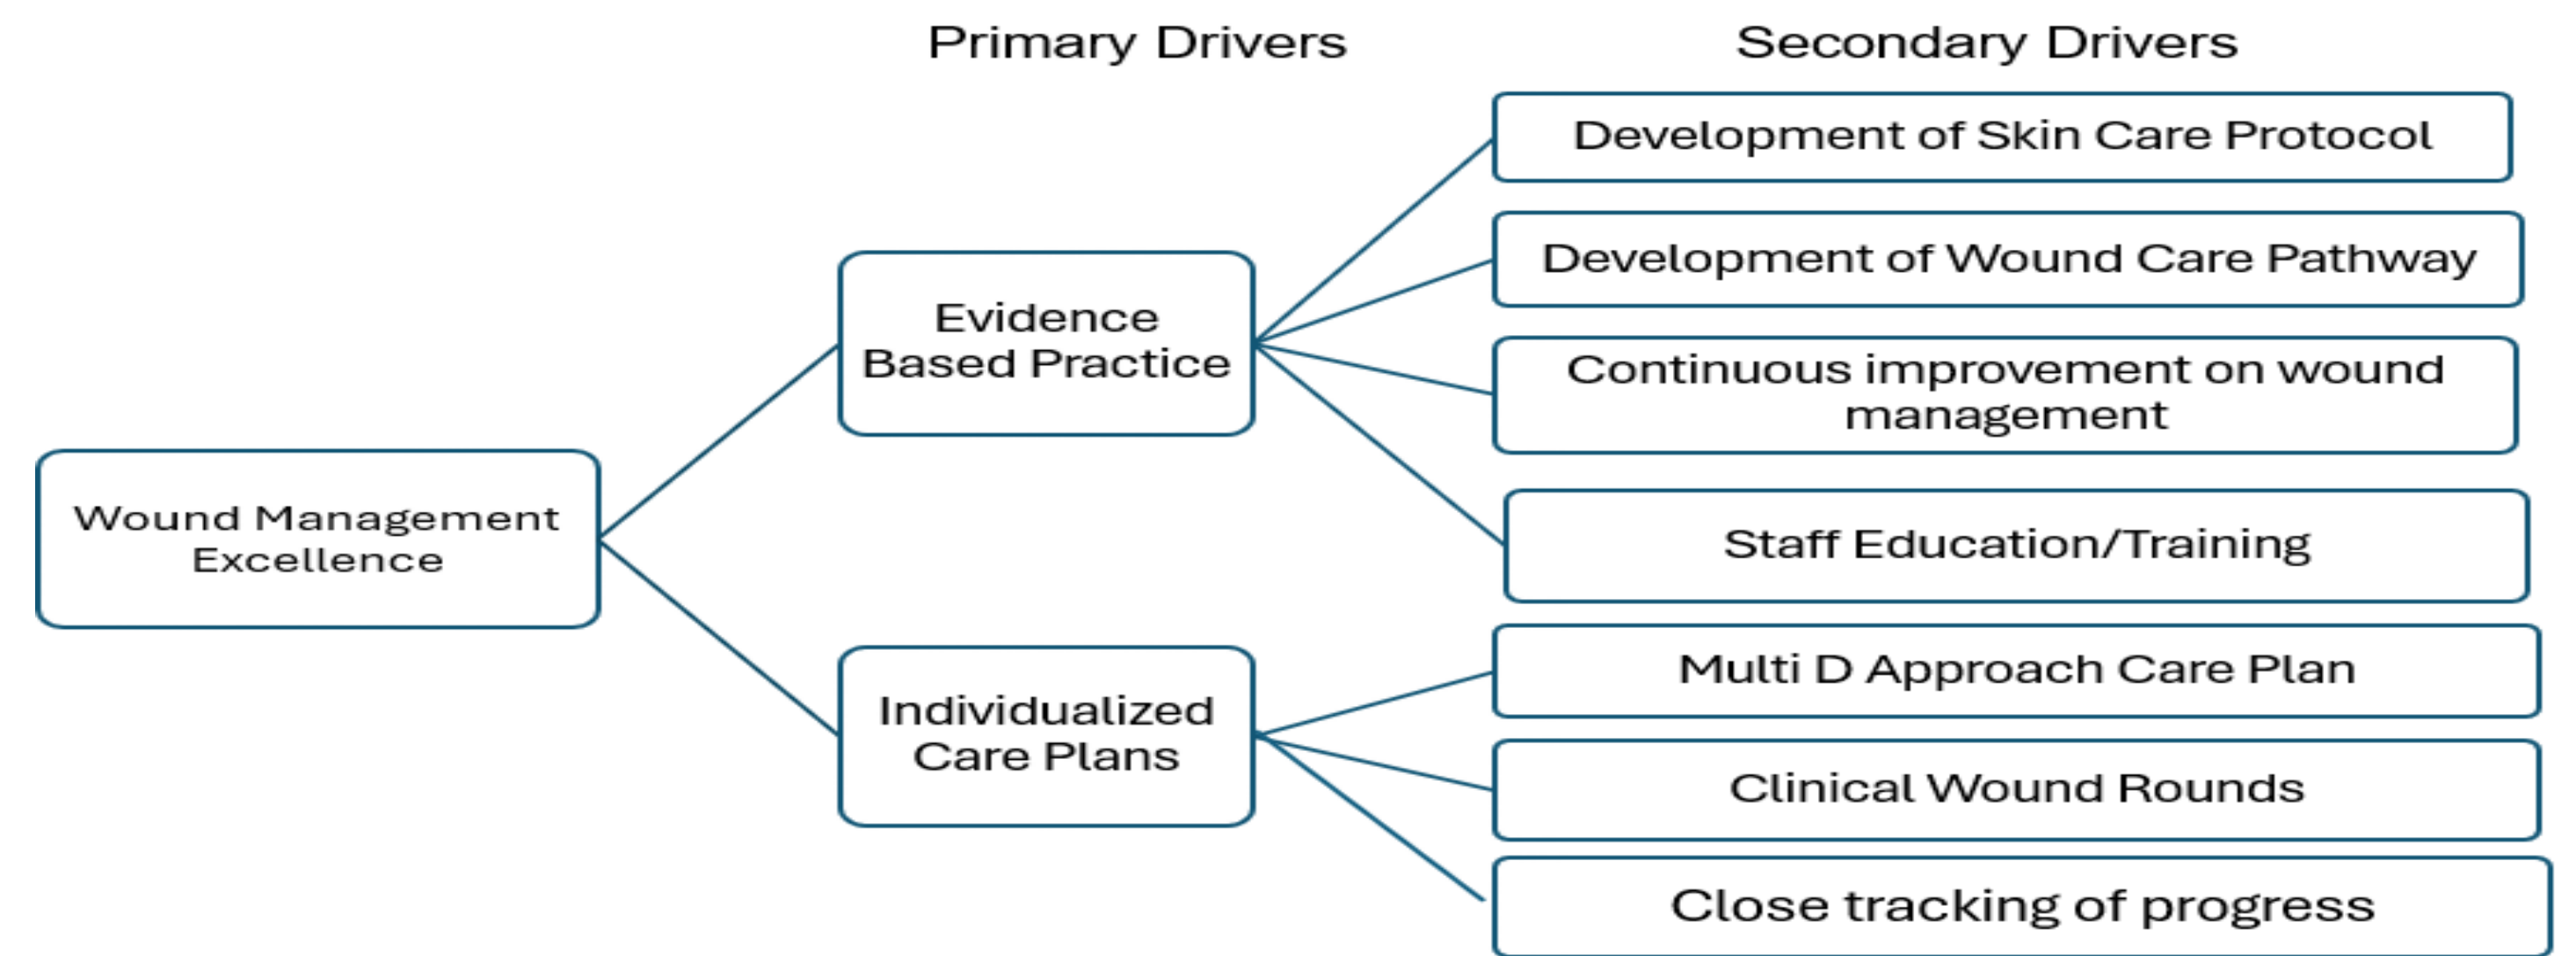 Primary Drivers
Secondary Drivers
Wound Management
Excellence
Evidence
Based Practice
Individualized
Care Plans
Development of Skin Care Protocol
Development of Wound Care Pathway
Continuous improvement on wound
management
Staff Education/Training
Multi D Approach Care Plan
Clinical Wound Rounds
Close tracking of progress